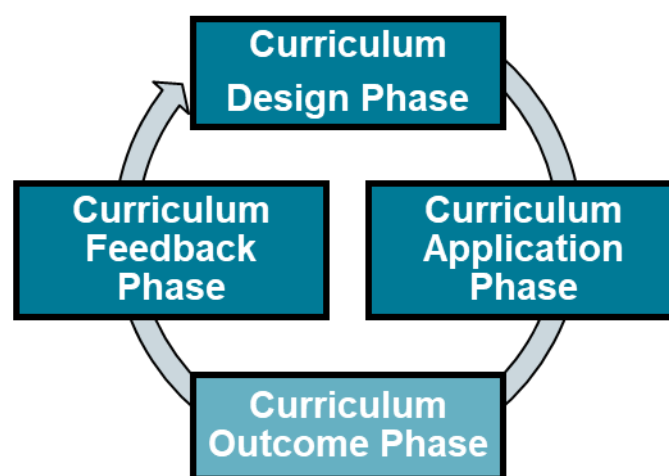 Curriculum
Design Phase
Curriculum
Feedback
Phase
Curriculum
Application
Phase
Curriculum
Outcome Phase